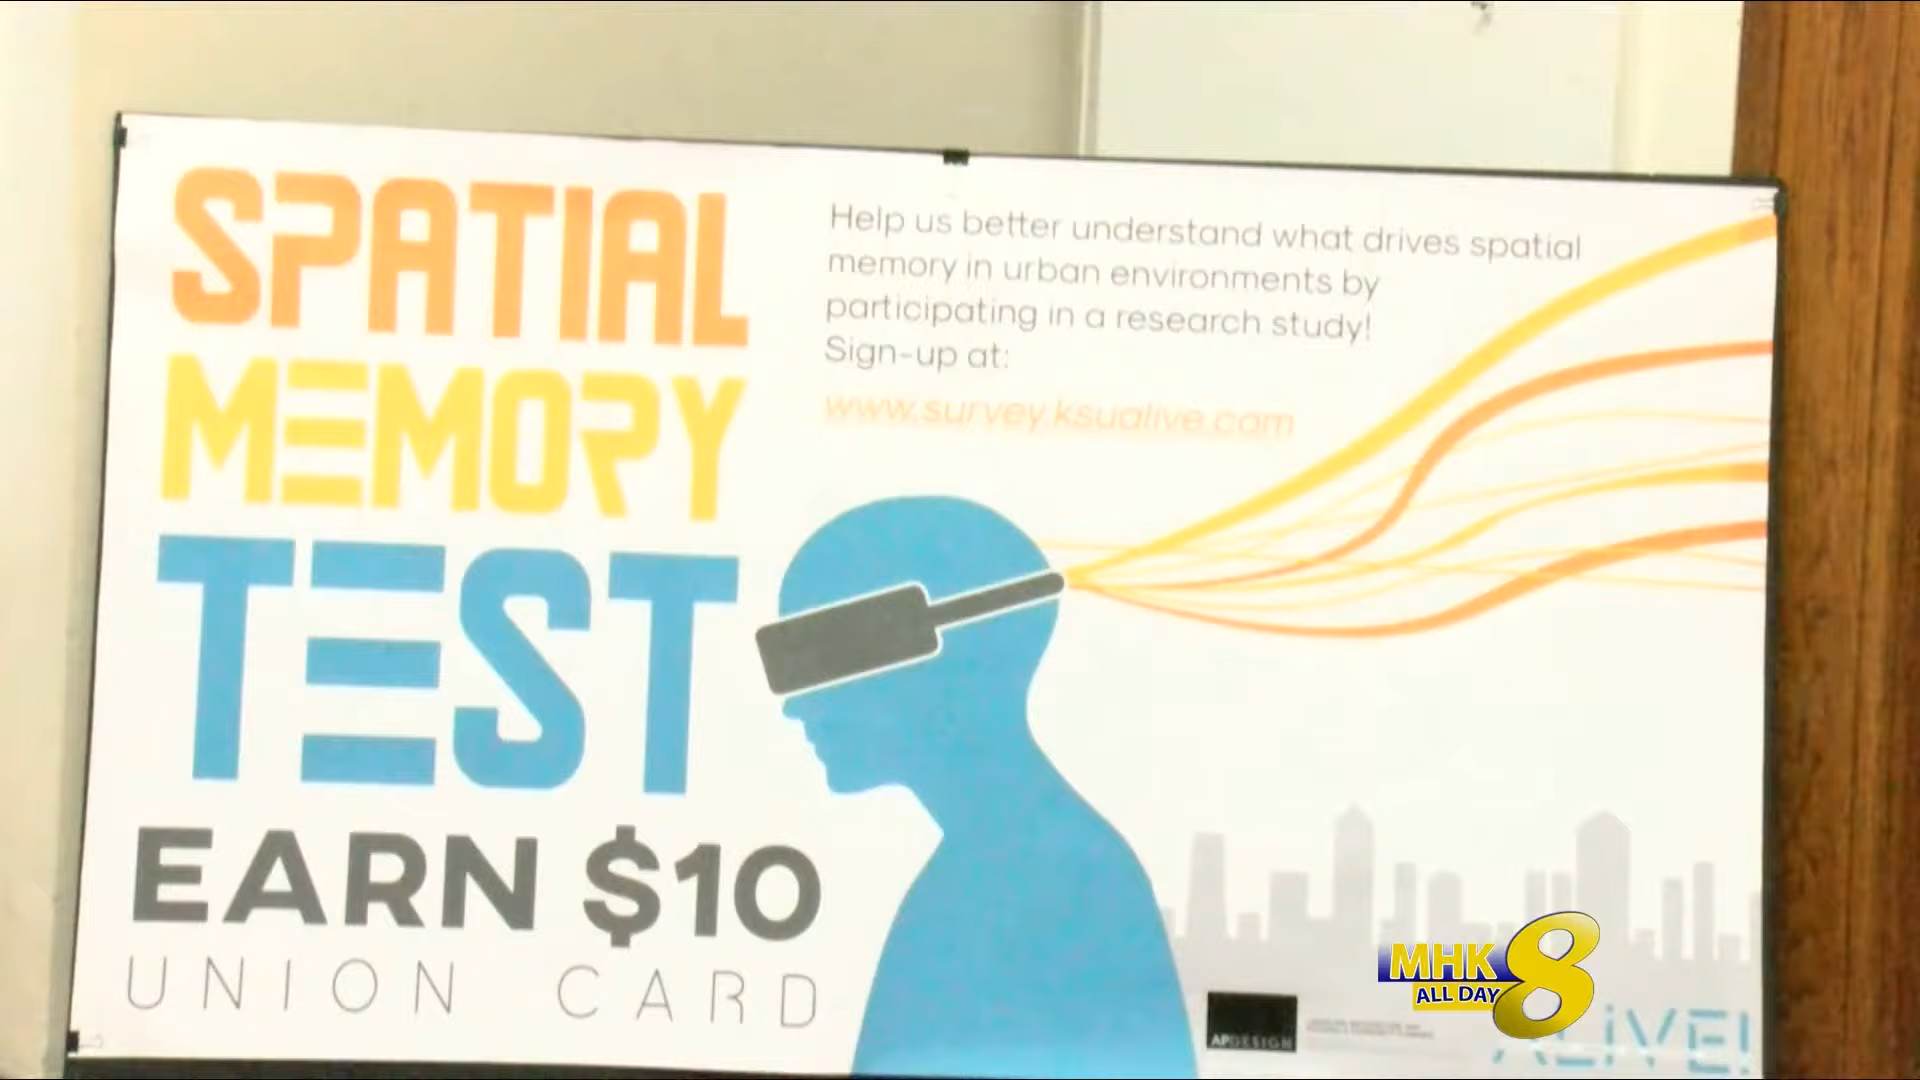 SPATIAL
MEMORY
TEST
EARN $10
UNION CARD
Help us better understand what drives spatial
memory in urban environments by
participating in a research study!
Sign-up at:
www.survey.ksualive.com
APDESIGN
ALiVE!
MHK
ALL DAY
8